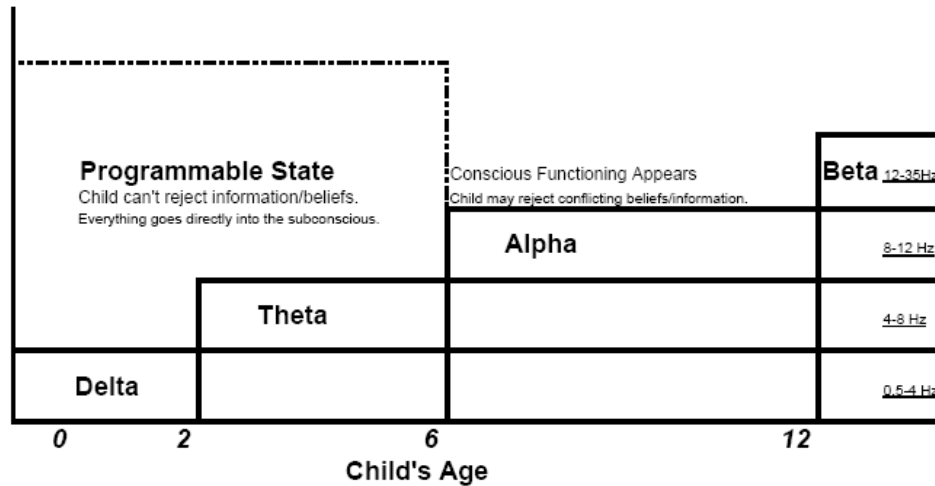 Programmable State
Child can't reject information/beliefs.
Everything goes directly into the subconscious.
Conscious Functioning Appears
Child may reject conflicting beliefs/information.
Beta 12-35Hz
Alpha
8-12 Hz
Theta
4-8 Hz
Delta
0.5-4 Hz
0 2 6 12
Child's Age